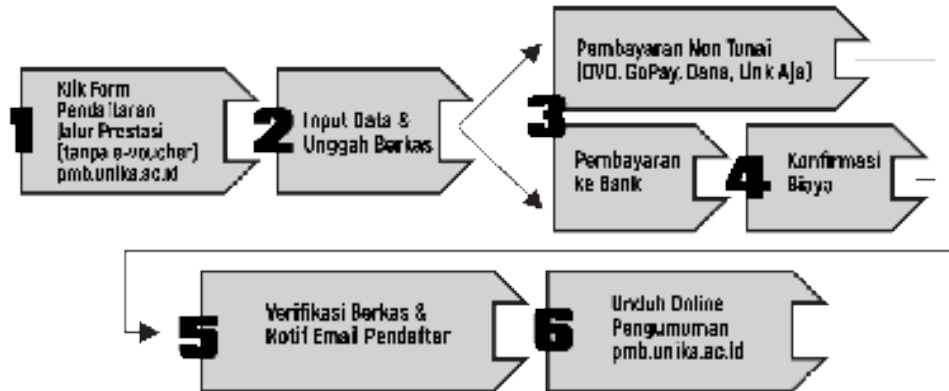 1
Klik Form
Pendaftaran
Jalur Prestasi
(tanpa e-voucher)
pmb.unika.ac.id
2
Input Data &
Unggah Berkas
3
Pembayaran Non Tunai
(OVO, GoPay, Dana, Link Aja)
Pembayaran
ke Bank
4
Konfirmasi
Biaya
5
Verifikasi Berkas &
Notif Email Pendaftar
6
Unduh Online
Pengumuman
pmb.unika.ac.id